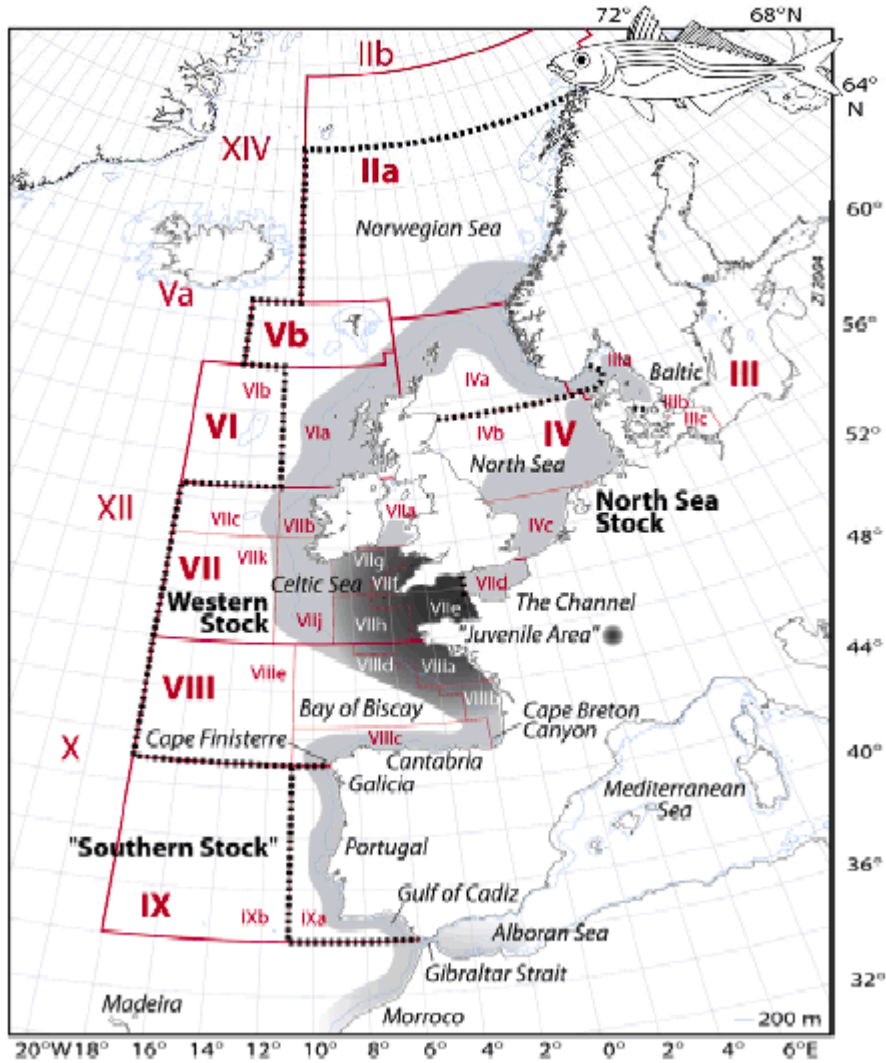 72°
68°N
IIb
64°
N
XIV
IIa
60°
Norwegian Sea
ZI 2004
Va
56°
Vb
IIIa
Baltic
III
IVa
VIb
IIIb
IIIc
VI
VIa
IVb
IV
52°
North Sea
XII
North Sea
Stock
VIIc
VIIb
VIIa
IVc
48°
VIIk
VIIg
VII
Celtic Sea
VIIf
VIId
Western
Stock
VIIe
The Channel
VIIj
VIIh
"Juvenile Area"
44°
VIIIe
VIIId
VIIIa
VIII
VIIIb
Bay of Biscay
Cape Breton
Canyon
X
Cape Finisterre
VIIIc
40°
Cantabria
Galicia
Mediterranean
Sea
"Southern Stock"
Portugal
36°
IX
IXb
IXa
Gulf of Cadiz
Alboran Sea
Gibraltar Strait
32°
Madeira
Morroco
200 m
20°W
18°
16°
14°
12°
10°
8°
6°
4°
2°
0°
2°
4°
6°E